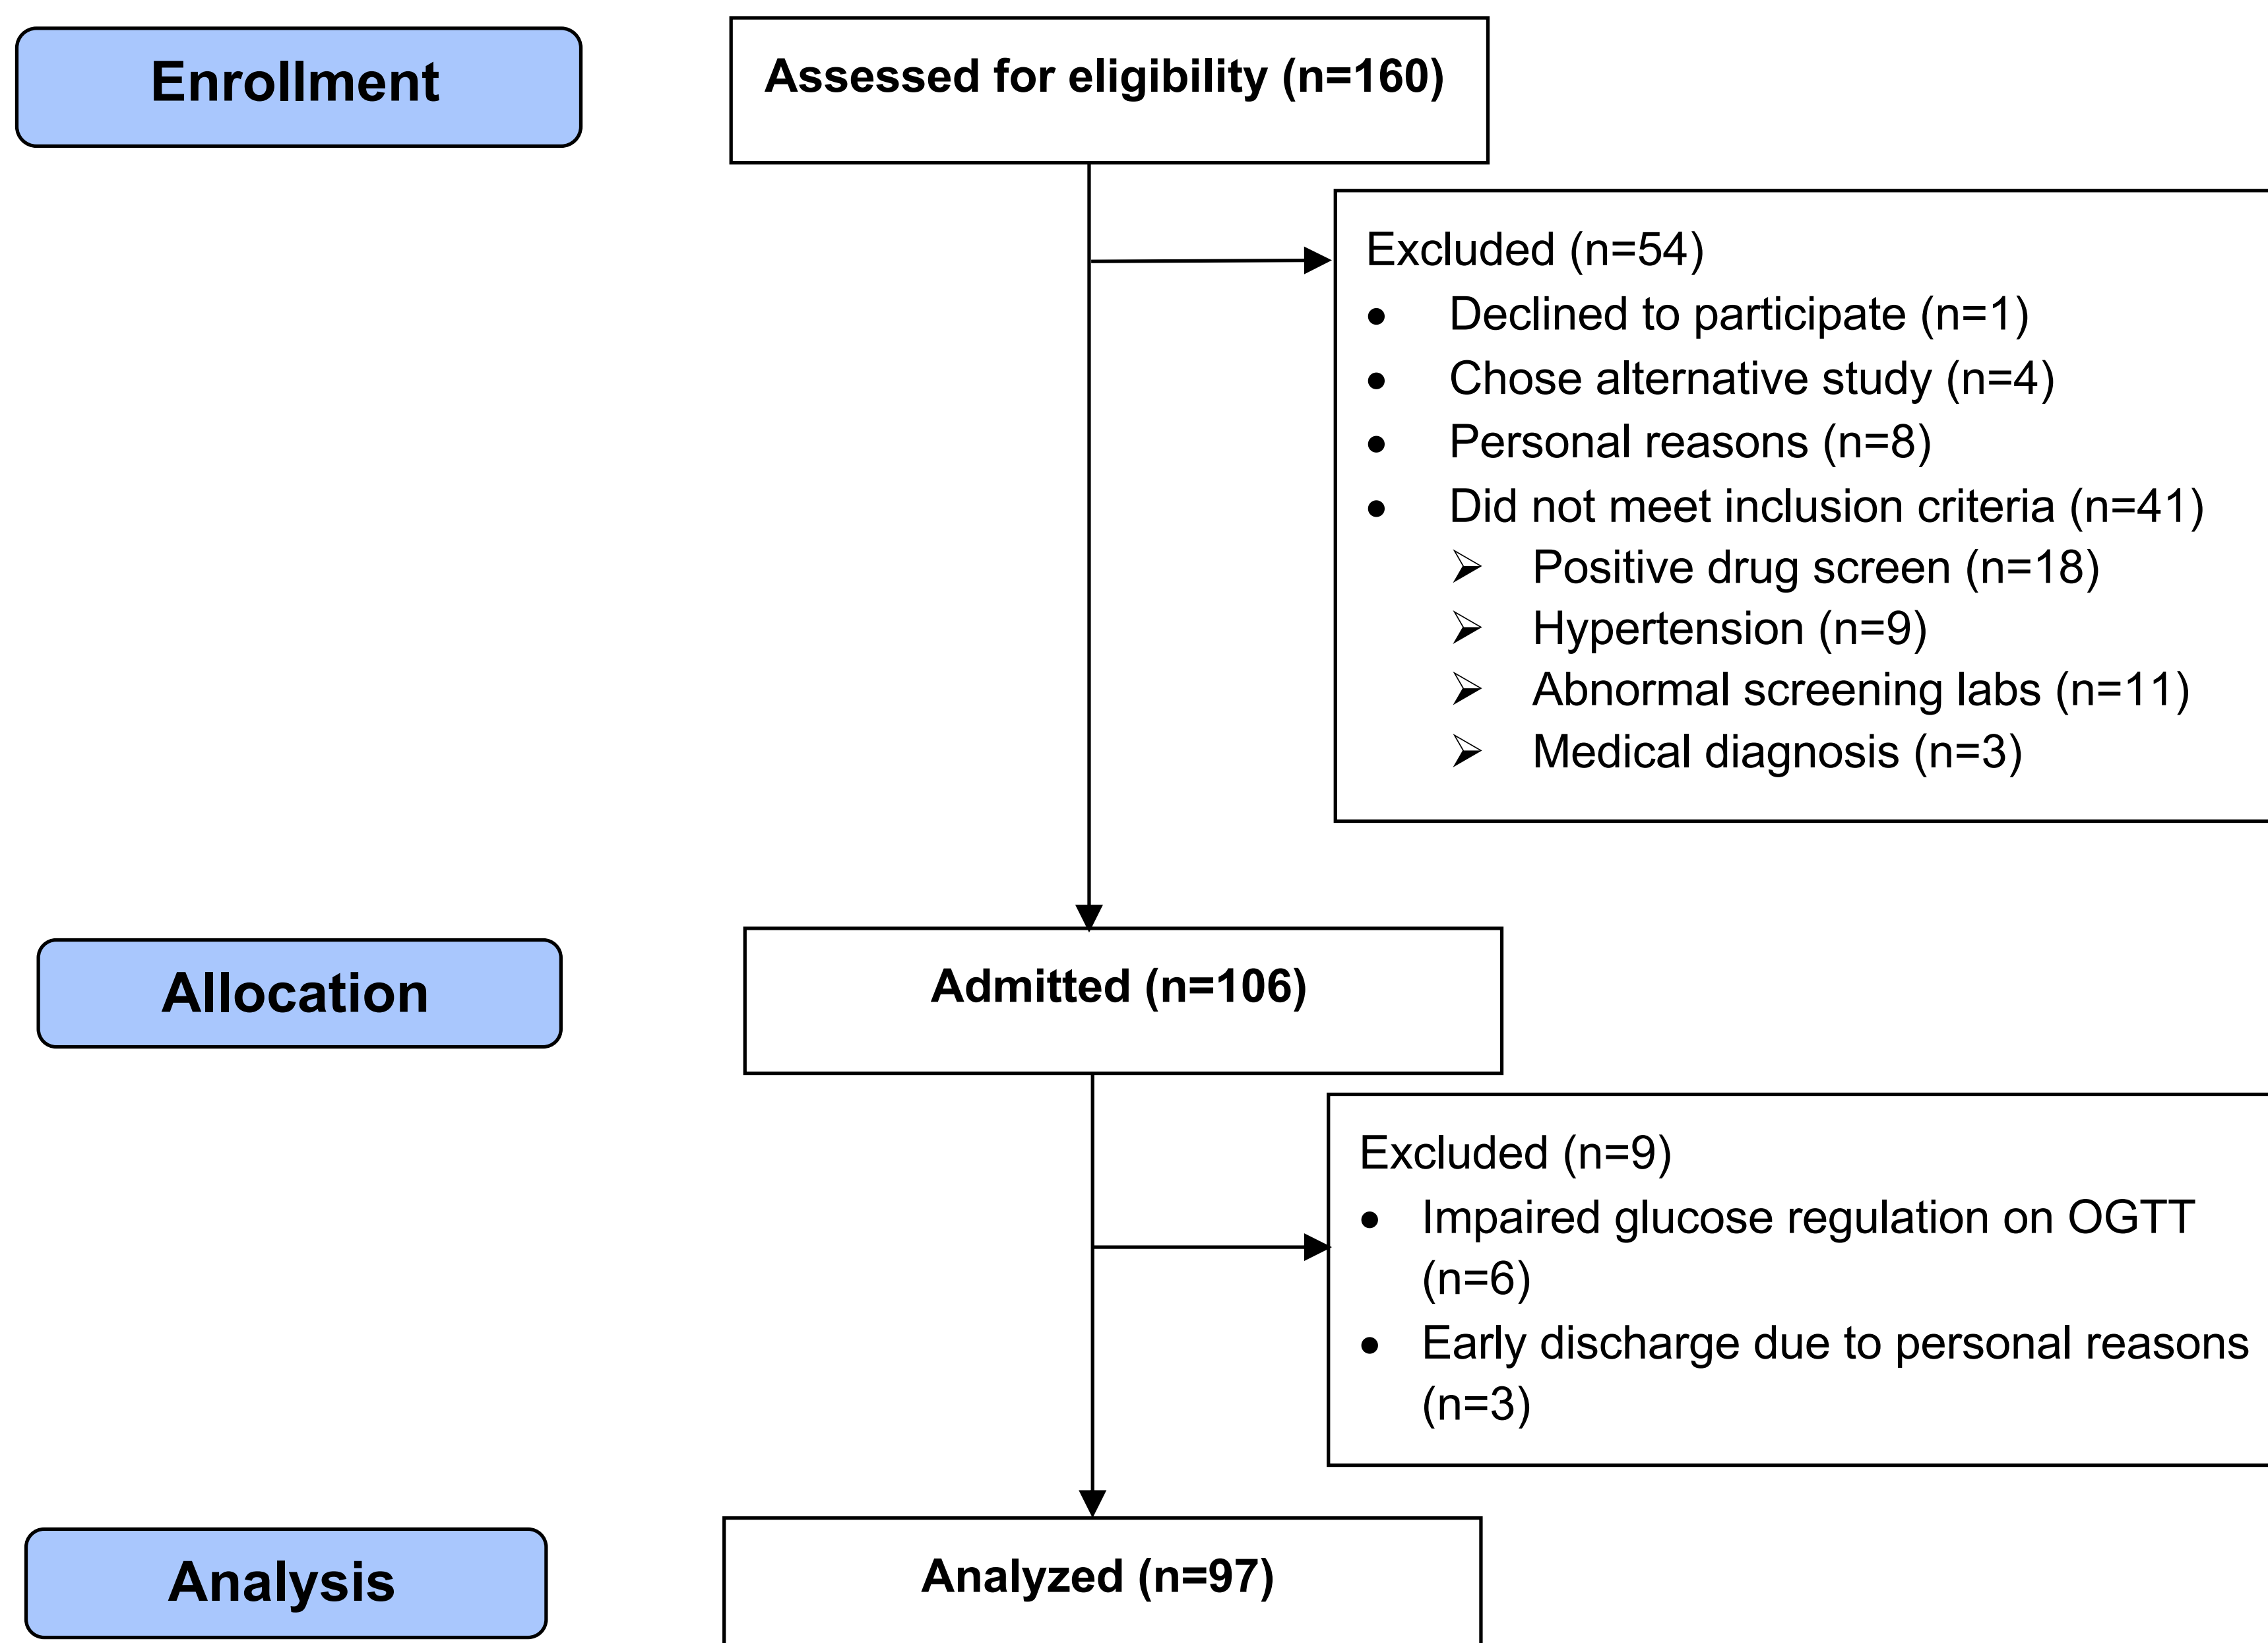 Enrollment
Assessed for eligibility (n=160)
Excluded (n=54)
● Declined to participate (n=1)
● Chose alternative study (n=4)
● Personal reasons (n=8)
● Did not meet inclusion criteria (n=41)
➢ Positive drug screen (n=18)
➢ Hypertension (n=9)
➢ Abnormal screening labs (n=11)
➢ Medical diagnosis (n=3)
Allocation
Admitted (n=106)
Excluded (n=9)
● Impaired glucose regulation on OGTT
(n=6)
● Early discharge due to personal reasons
(n=3)
Analysis
Analyzed (n=97)